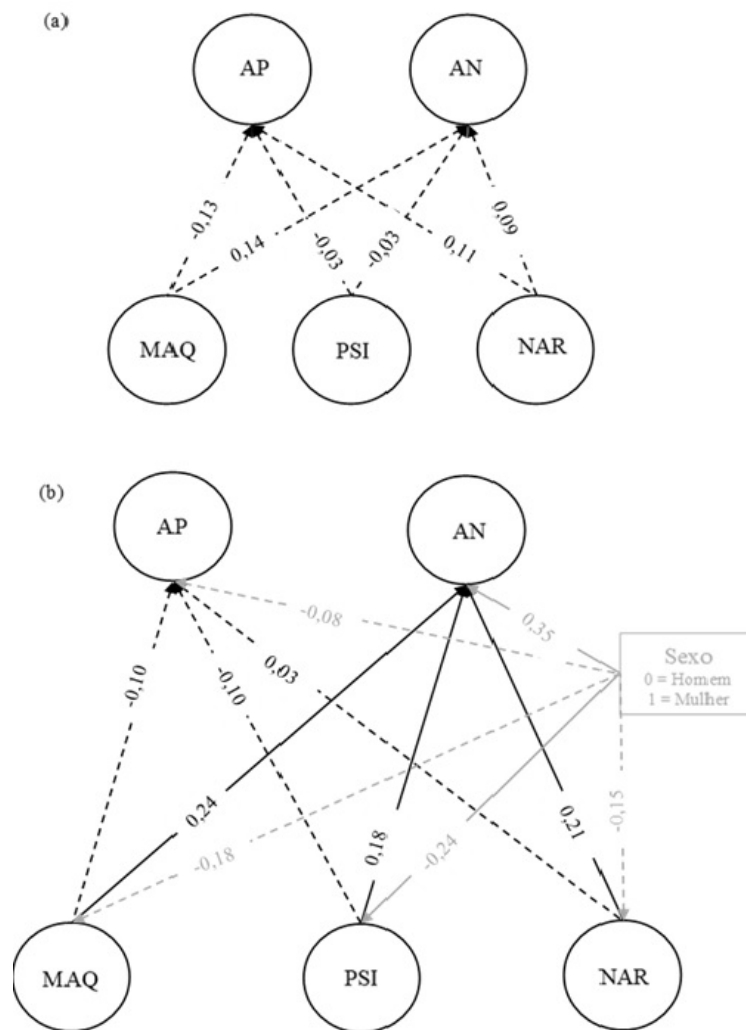 (a)
AP
AN
-0,13
0,14
-0,03
-0,03
0,11
0,09
MAQ
PSI
NAR
(b)
AP
AN
-0,08
0,35
Sexo
0 = Homem
1 = Mulher
-0,10
-0,10
0,03
0,24
-0,18
0,18
-0,24
0,21
-0,15
MAQ
PSI
NAR